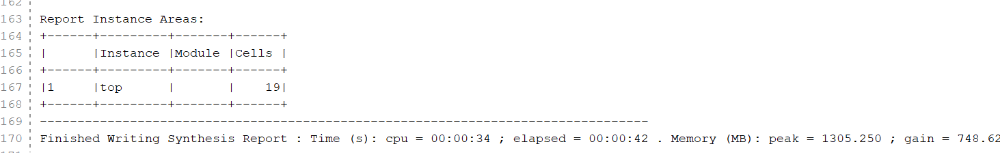 162
163 Report Instance Areas:
164 +------+---------+-------+------+
165 |      |Instance |Module |Cells |
166 +------+---------+-------+------+
167 |1     |top      |       |    19|
168 +------+---------+-------+------+
169 ---------------------------------------------------------------------------------
170 Finished Writing Synthesis Report : Time (s): cpu = 00:00:34 ; elapsed = 00:00:42 . Memory (MB): peak = 1305.250 ; gain = 748.62